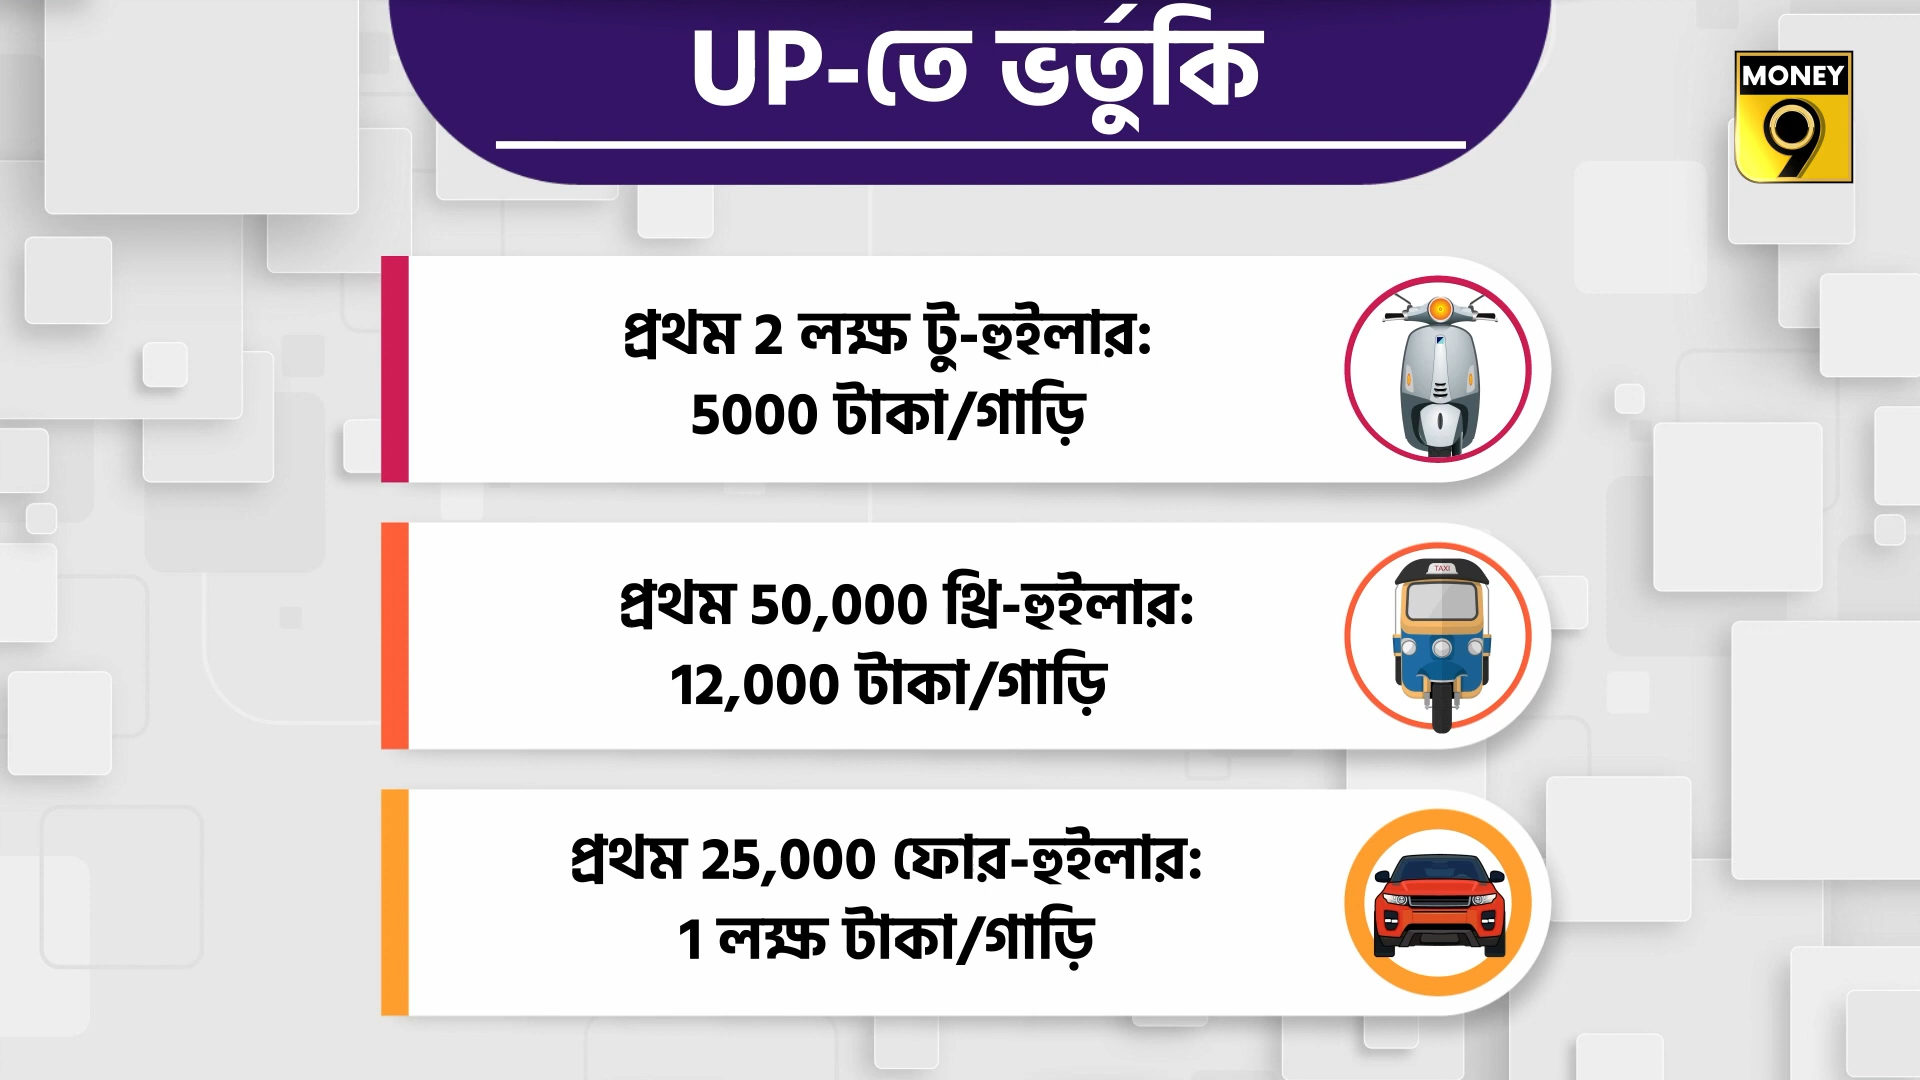 UP-তে ভর্তুকি
MONEY
9
প্রথম 2 লক্ষ টু-হুইলার:
5000 টাকা/গাড়ি
TAXI
প্রথম 50,000 থ্রি-হুইলার:
12,000 টাকা/গাড়ি
প্রথম 25,000 ফোর-হুইলার:
1 লক্ষ টাকা/গাড়ি